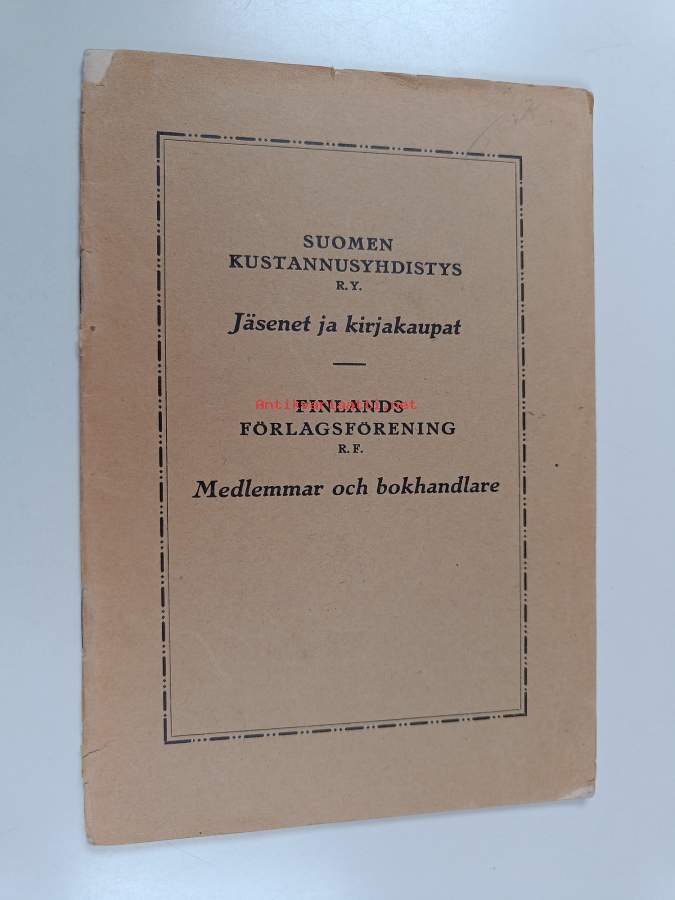 SUOMEN
KUSTANNUSYHDISTYS
R.Y.
Jäsenet ja kirjakaupat
FINLANDS
FÖRLAGSFÖRENING
R.F.
Medlemmar och bokhandlare